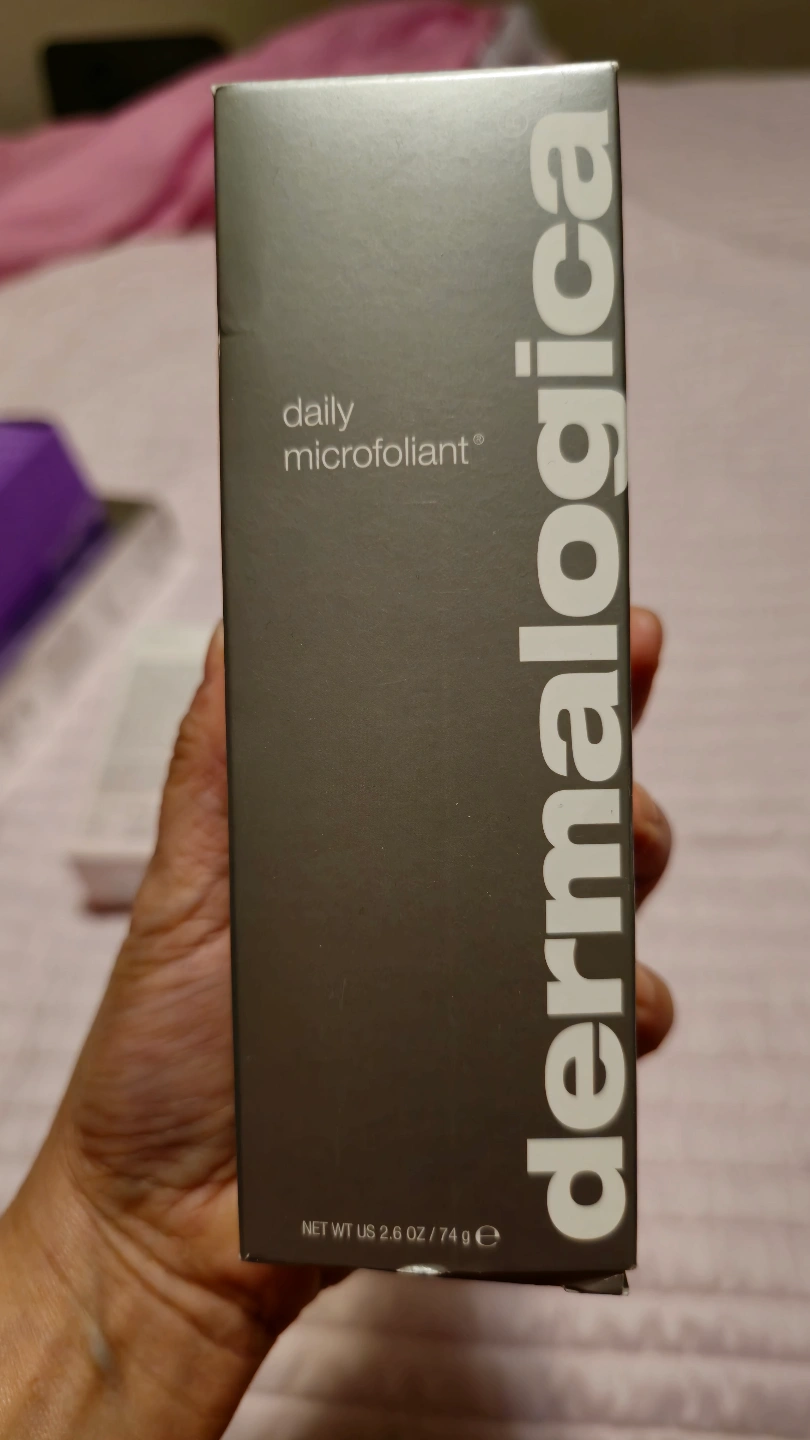 daily
microfoliant®
dermalogica®
NET WT US 2.6 OZ / 74 g ℮